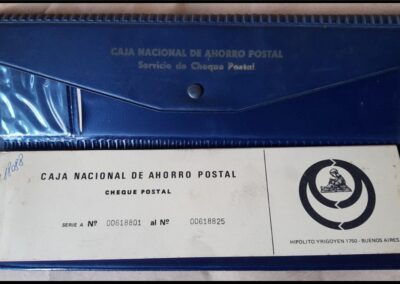 CAJA NACIONAL DE AHORRO POSTAL
Servicio de Cheque Postal
CAJA NACIONAL DE AHORRO POSTAL
CHEQUE POSTAL
SERIE A Nº 00618801 al Nº 00618825
HIPOLITO YRIGOYEN 1750 - BUENOS AIRES